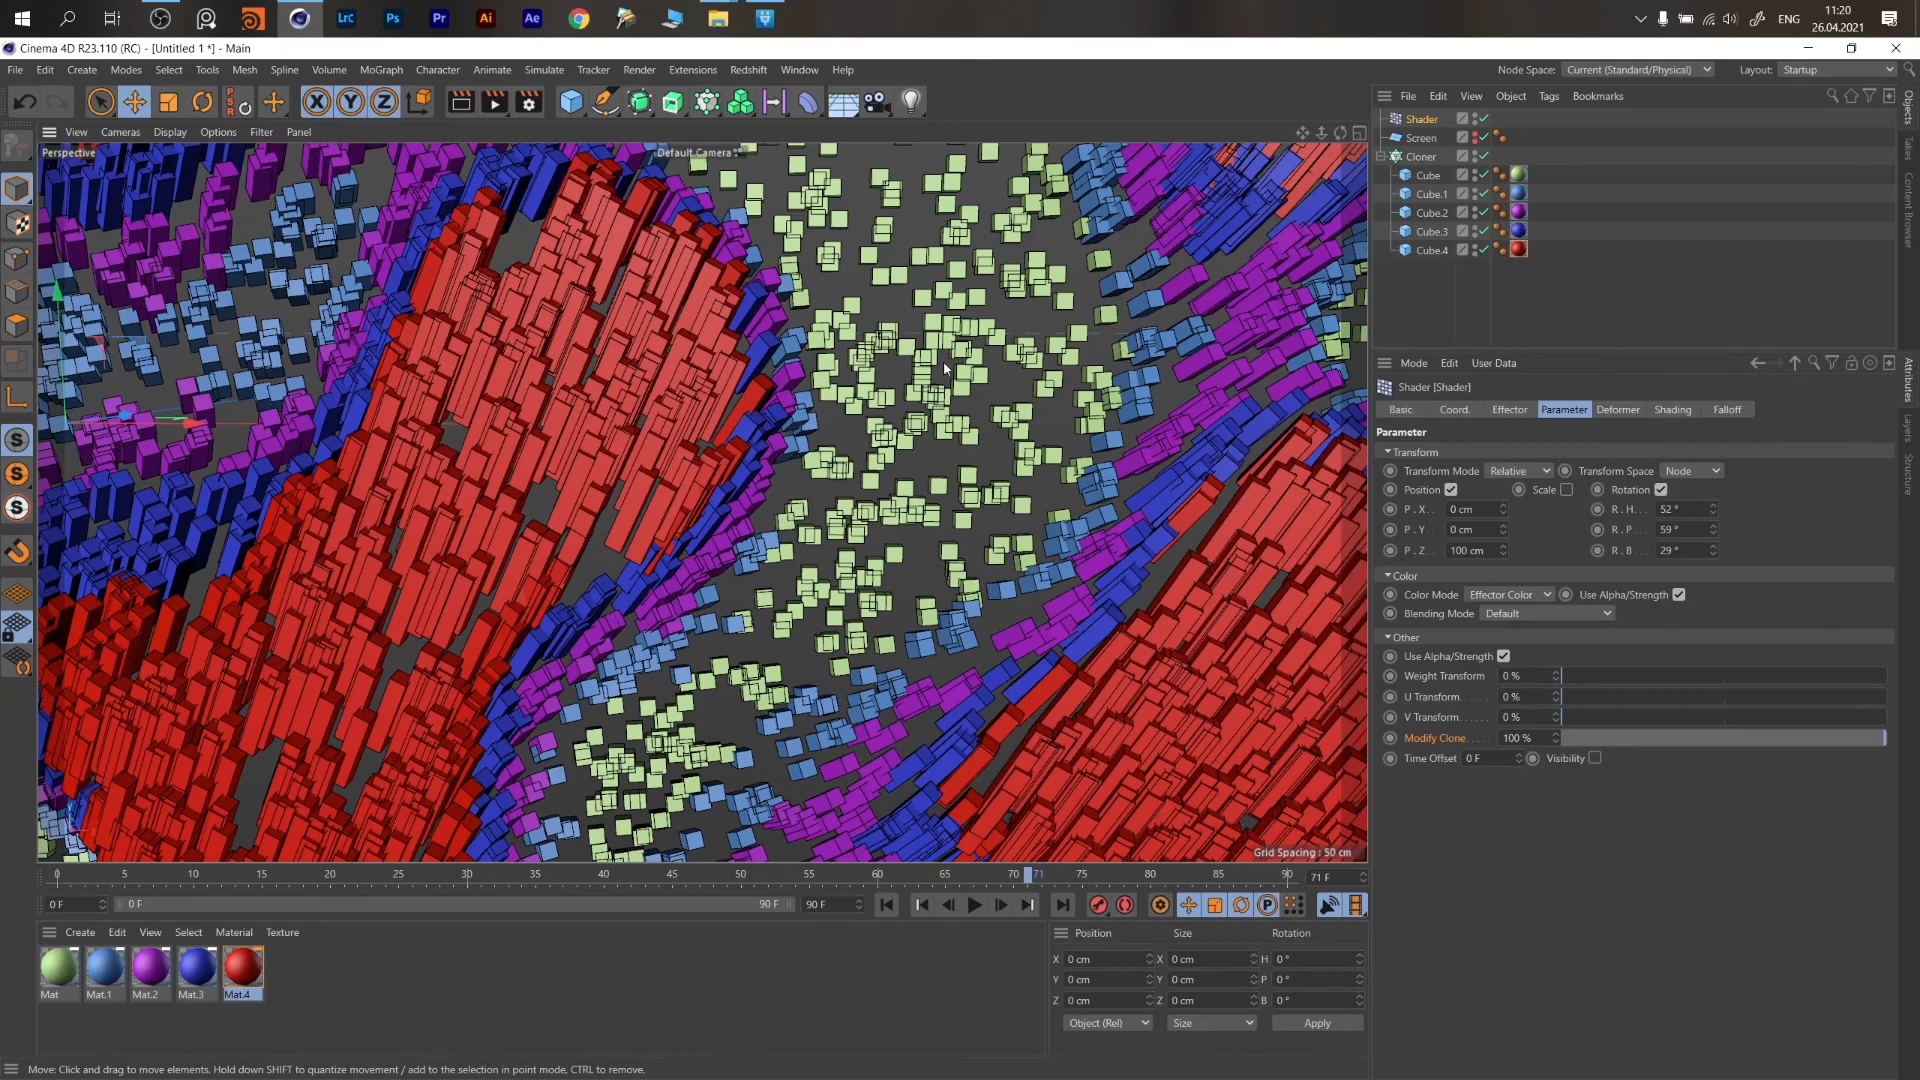 LrC Ps Pr Ai Ae ENG 11:20
26.04.2021
Cinema 4D R23.110 (RC) - [Untitled 1 *] - Main
File Edit Create Modes Select Tools Mesh Spline Volume MoGraph Character Animate Simulate Tracker Render Extensions Redshift Window Help Node Space: Current (Standard/Physical) Layout: Startup
PSR X Y Z
File Edit View Object Tags Bookmarks
View Cameras Display Options Filter Panel
Perspective Default Camera
Shader
Screen
Cloner
Cube
Cube.1
Cube.2
Cube.3
Cube.4
Objects
Takes
Content Browser
Attributes
Layers
Structure
Mode Edit User Data
Shader [Shader]
Basic Coord. Effector Parameter Deformer Shading Falloff
Parameter
Transform
Transform Mode Relative Transform Space Node
Position Scale Rotation
P . X . . 0 cm R . H . . . 52 °
P . Y . . 0 cm R . P . . . 59 °
P . Z . . 100 cm R . B . . . 29 °
Color
Color Mode Effector Color Use Alpha/Strength
Blending Mode Default
Other
Use Alpha/Strength
Weight Transform 0 %
U Transform. . . . . . 0 %
V Transform. . . . . . 0 %
Modify Clone. . . . . 100 %
Time Offset 0 F Visibility
S
S
S
Grid Spacing : 50 cm
0 5 10 15 20 25 30 35 40 45 50 55 60 65 70 71 75 80 85 90 71 F
0 F 0 F 90 F 90 F P
Create Edit View Select Material Texture
Mat Mat.1 Mat.2 Mat.3 Mat.4
Position Size Rotation
X 0 cm X 0 cm H 0 °
Y 0 cm Y 0 cm P 0 °
Z 0 cm Z 0 cm B 0 °
Object (Rel) Size Apply
Move: Click and drag to move elements. Hold down SHIFT to quantize movement / add to the selection in point mode, CTRL to remove.